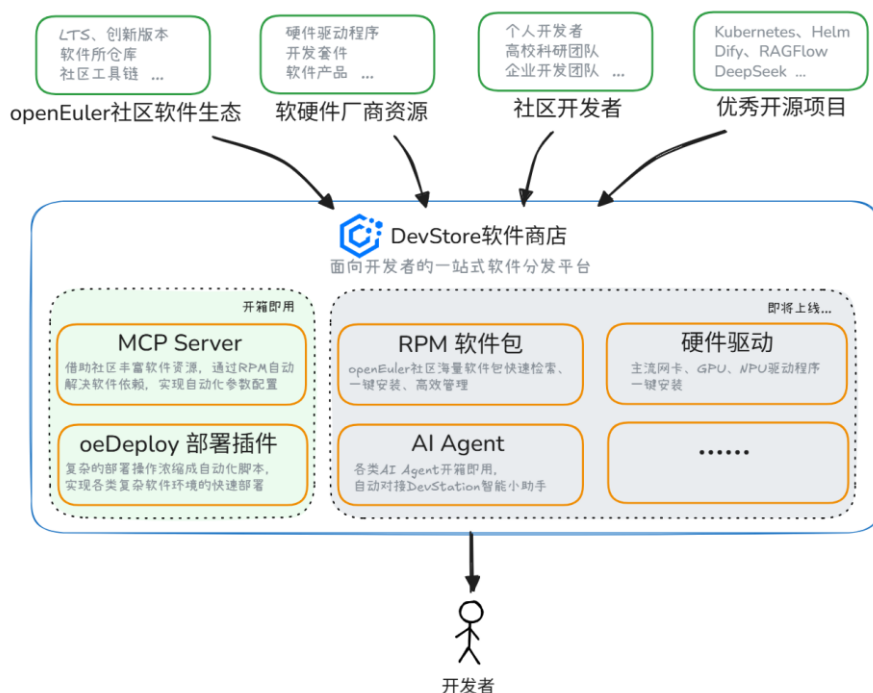 LTS、创新版本
软件所仓库
社区工具链 ...
openEuler社区软件生态
硬件驱动程序
开发套件
软件产品 ...
软硬件厂商资源
个人开发者
高校科研团队
企业开发团队 ...
社区开发者
Kubernetes、Helm
Dify、RAGFlow
DeepSeek ...
优秀开源项目
DevStore软件商店
面向开发者的一站式软件分发平台
开箱即用
MCP Server
借助社区丰富软件资源，通过RPM自动
解决软件依赖，实现自动化参数配置
oeDeploy 部署插件
复杂的部署操作浓缩成自动化脚本，
实现各类复杂软件环境的快速部署
即将上线...
RPM 软件包
openEuler社区海量软件包快速检索、
一键安装、高效管理
硬件驱动
主流网卡、GPU、NPU驱动程序
一键安装
AI Agent
各类AI Agent开箱即用，
自动对接DevStation智能小助手
......
开发者